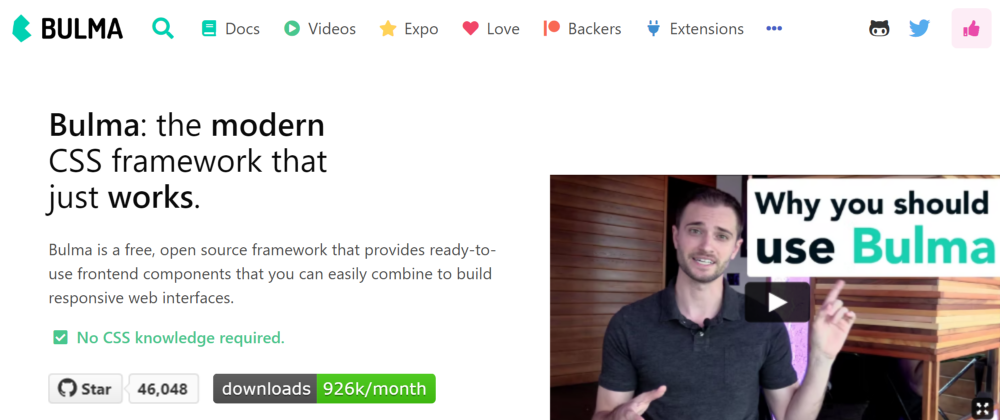 BULMA
Docs
Videos
Expo
Love
Backers
Extensions
Bulma: the modern
CSS framework that
just works.
Bulma is a free, open source framework that provides ready-to-
use frontend components that you can easily combine to build
responsive web interfaces.
No CSS knowledge required.
Star 46,048
downloads 926k/month
Why you should
use Bulma